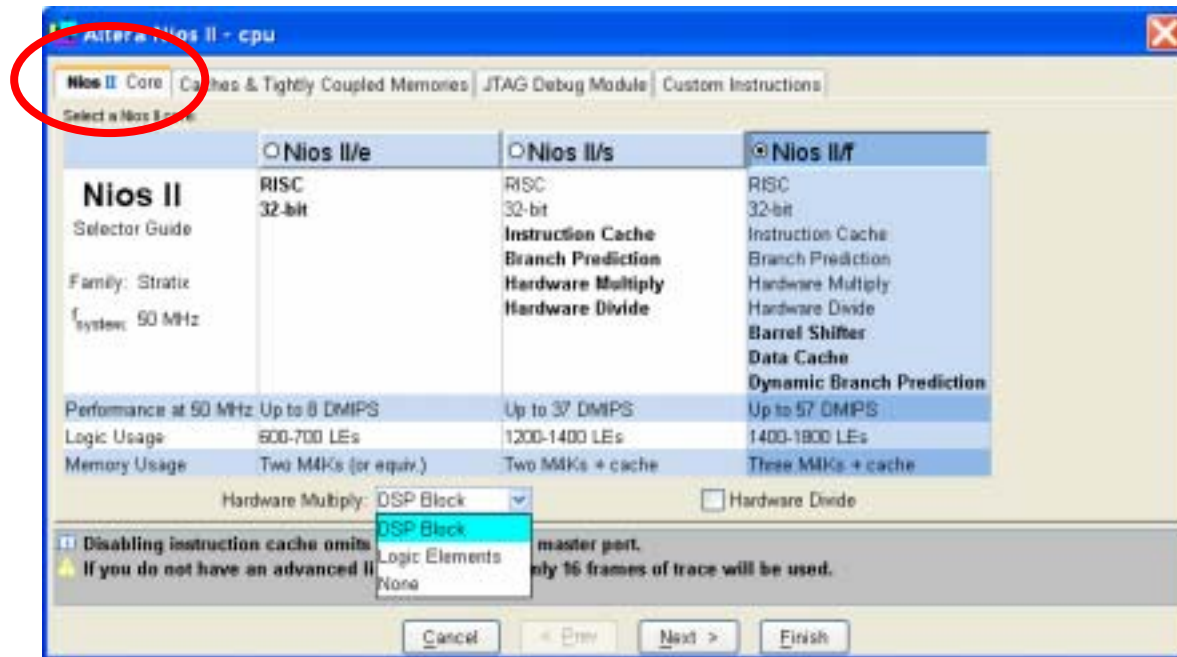 Altera Nios II - cpu
Nios II Core
Caches & Tightly Coupled Memories
JTAG Debug Module
Custom Instructions
Select a Nios II core
Nios II/e
Nios II/s
Nios II/f
Nios II
Selector Guide
Family: Stratix
fsystem: 50 MHz
RISC
32-bit
RISC
32-bit
Instruction Cache
Branch Prediction
Hardware Multiply
Hardware Divide
RISC
32-bit
Instruction Cache
Branch Prediction
Hardware Multiply
Hardware Divide
Barrel Shifter
Data Cache
Dynamic Branch Prediction
Performance at 50 MHz Up to 8 DMIPS Up to 37 DMIPS Up to 57 DMIPS
Logic Usage 600-700 LEs 1200-1400 LEs 1400-1800 LEs
Memory Usage Two M4Ks (or equiv.) Two M4Ks + cache Three M4Ks + cache
Hardware Multiply: DSP Block
Hardware Divide
DSP Block
Logic Elements
None
Disabling instruction cache omits master port.
If you do not have an advanced li nly 16 frames of trace will be used.
Cancel
< Prev
Next >
Finish